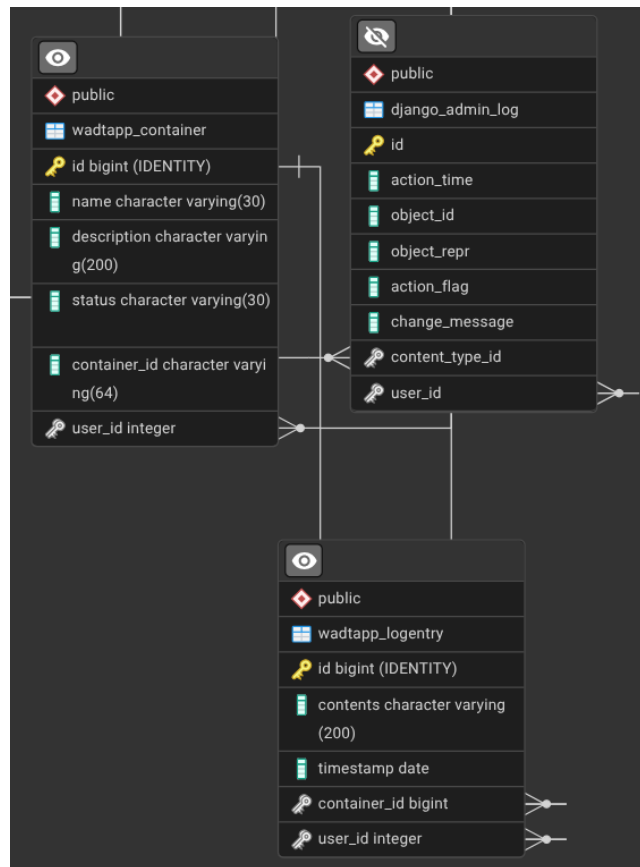 public
wadtapp_container
id bigint (IDENTITY)
name character varying(30)
description character varyin
g(200)
status character varying(30)
container_id character varyi
ng(64)
user_id integer
public
django_admin_log
id
action_time
object_id
object_repr
action_flag
change_message
content_type_id
user_id
public
wadtapp_logentry
id bigint (IDENTITY)
contents character varying
(200)
timestamp date
container_id bigint
user_id integer